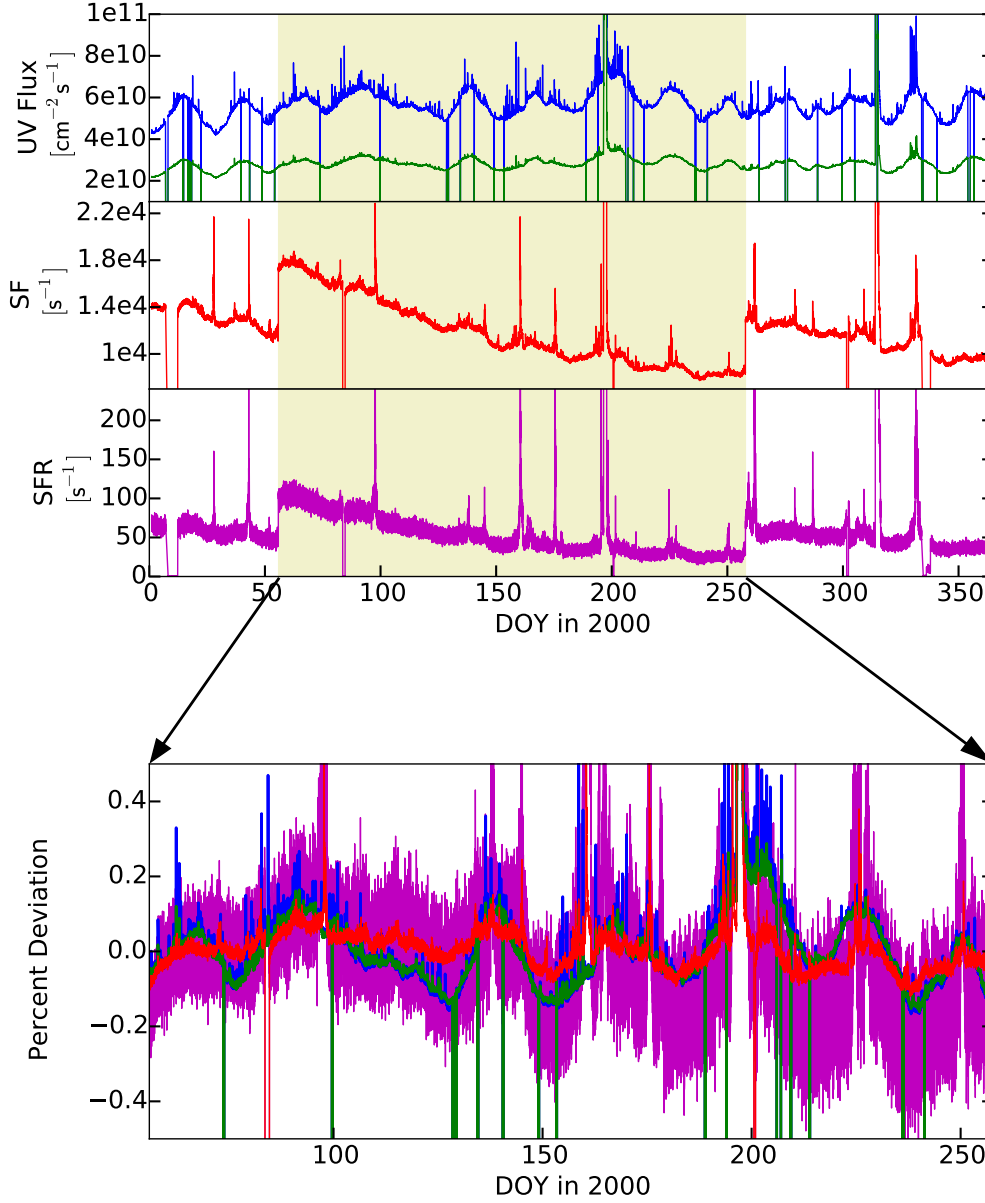 1e11
8e10
6e10
4e10
2e10
UV Flux
[cm⁻² s⁻¹]
2.2e4
1.8e4
1.4e4
1e4
SF
[s⁻¹]
200
150
100
50
0
SFR
[s⁻¹]
0 50 100 150 200 250 300 350
DOY in 2000
0.4
0.2
0.0
−0.2
−0.4
Percent Deviation
100 150 200 250
DOY in 2000